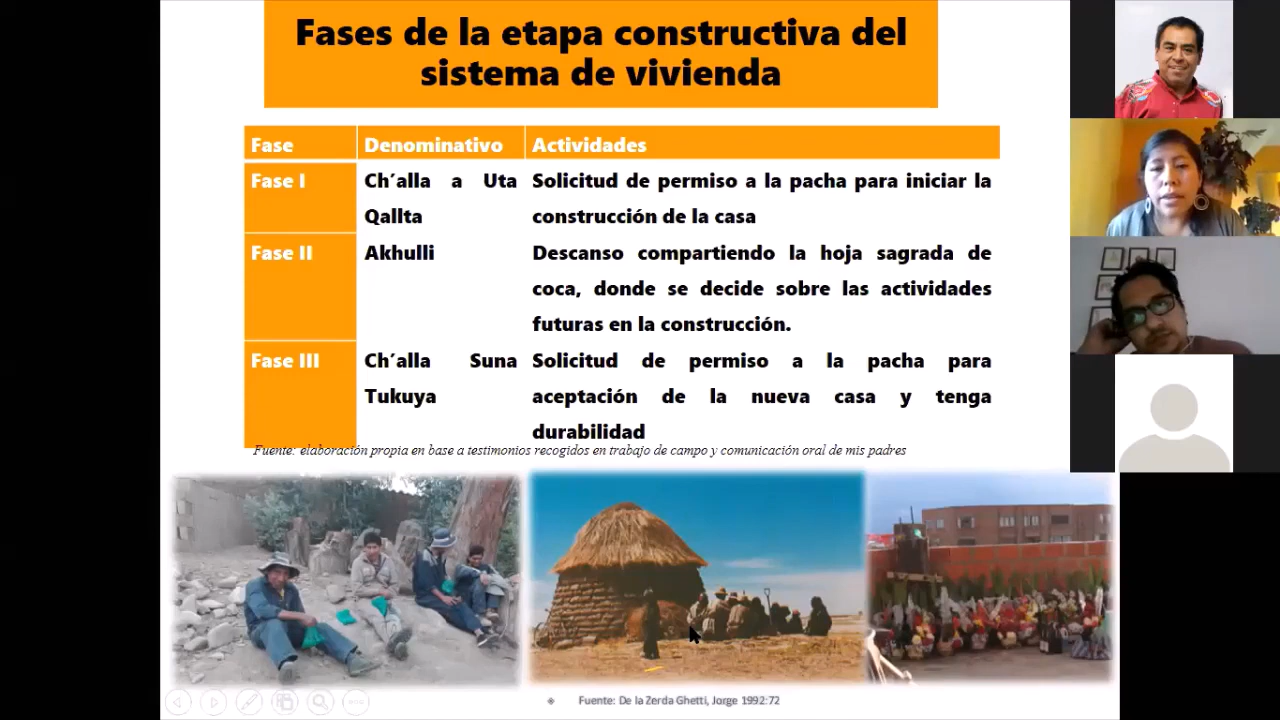 Fases de la etapa constructiva del
sistema de vivienda
Fase Denominativo Actividades
Fase I Ch’alla a Uta Solicitud de permiso a la pacha para iniciar la
Qallta construcción de la casa
Fase II Akhulli Descanso compartiendo la hoja sagrada de
coca, donde se decide sobre las actividades
futuras en la construcción.
Fase III Ch’alla Suna Solicitud de permiso a la pacha para
Tukuya aceptación de la nueva casa y tenga
durabilidad
Fuente: elaboración propia en base a testimonios recogidos en trabajo de campo y comunicación oral de mis padres
Fuente: De la Zerda Ghetti, Jorge 1992:72